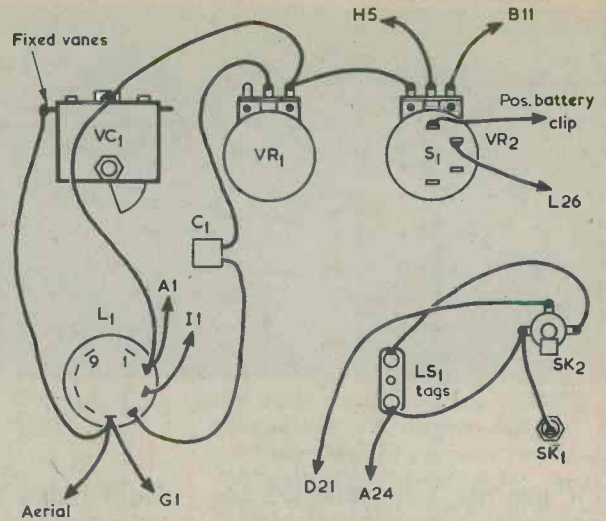 H5
B11
Fixed vanes
VC1
VR1
S1
VR2
Pos. battery
clip
L26
C1
A1
I1
L1
9
1
LS1
tags
SK2
SK1
D21
A24
Aerial
G1